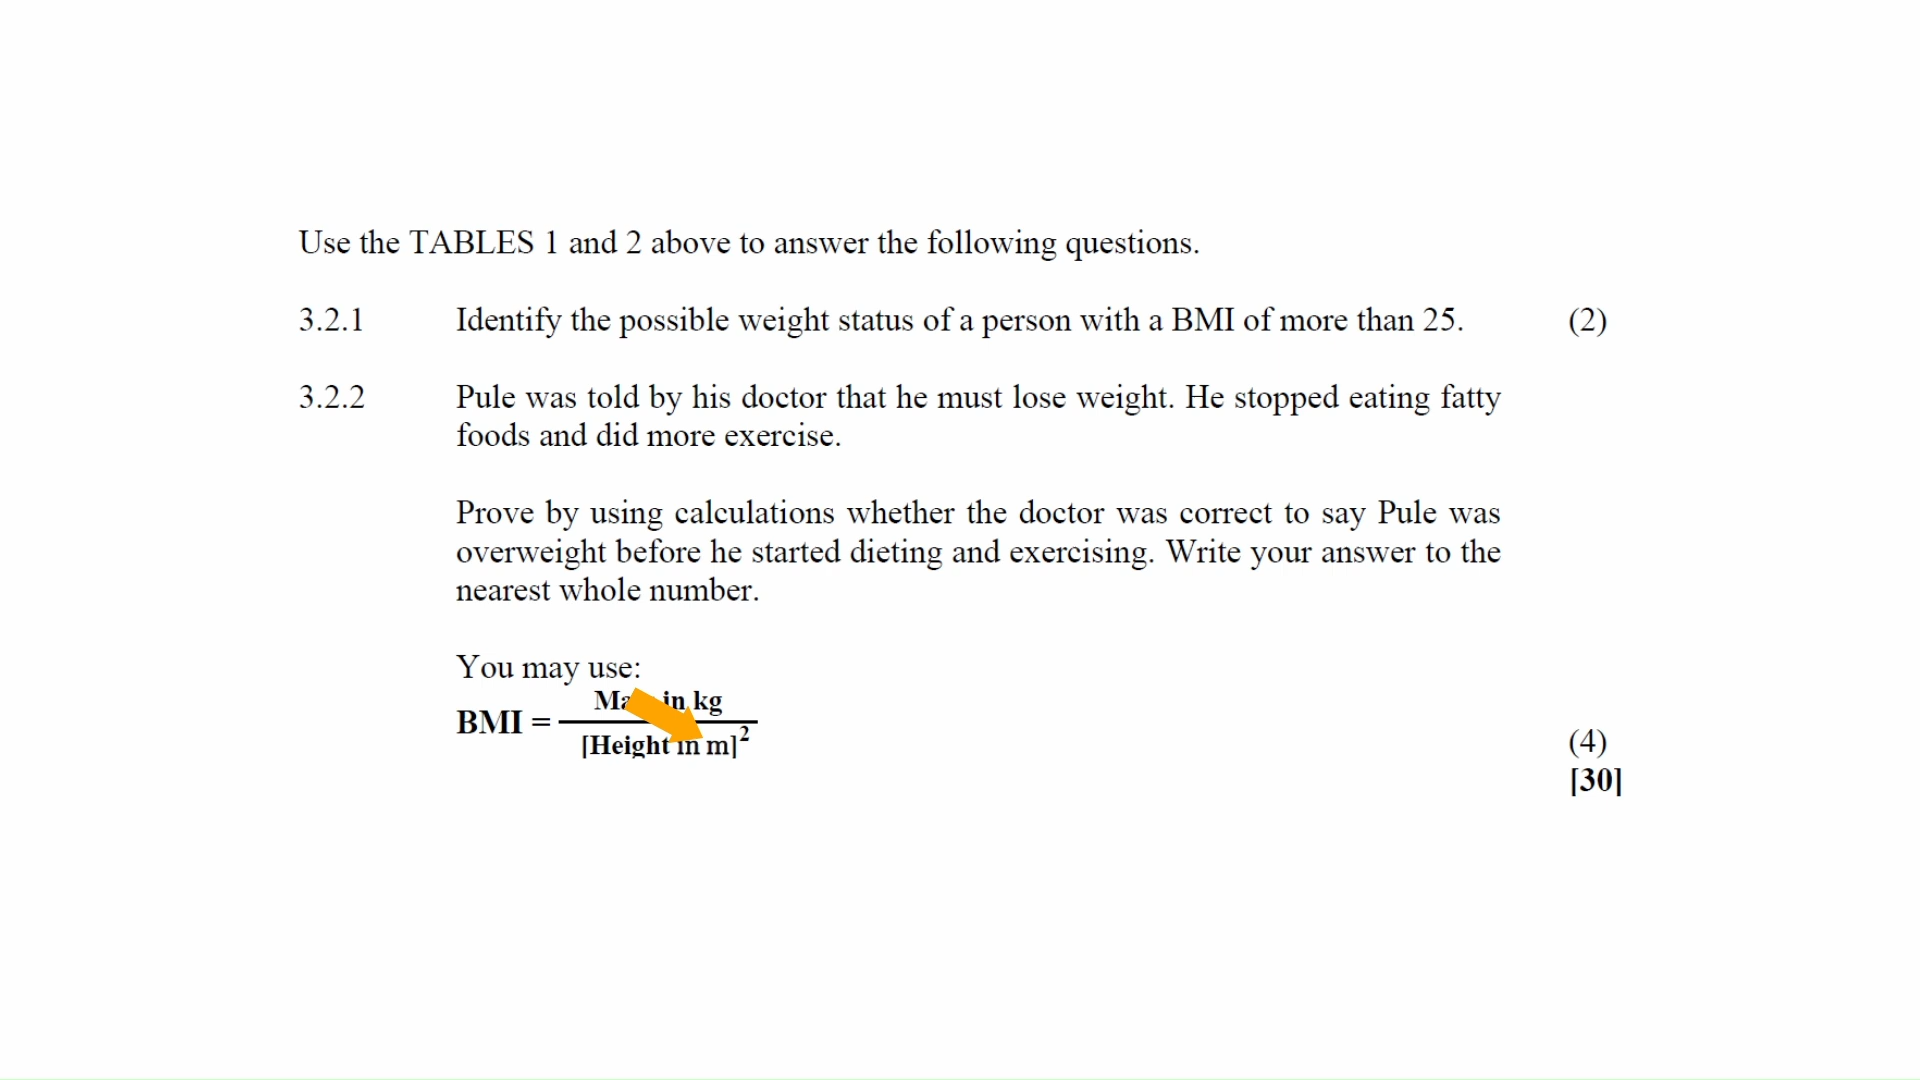 Use the TABLES 1 and 2 above to answer the following questions.
3.2.1 Identify the possible weight status of a person with a BMI of more than 25. (2)
3.2.2 Pule was told by his doctor that he must lose weight. He stopped eating fatty
foods and did more exercise.
Prove by using calculations whether the doctor was correct to say Pule was
overweight before he started dieting and exercising. Write your answer to the
nearest whole number.
You may use:
in kg
BMI =
[Height in m]²
(4)
[30]